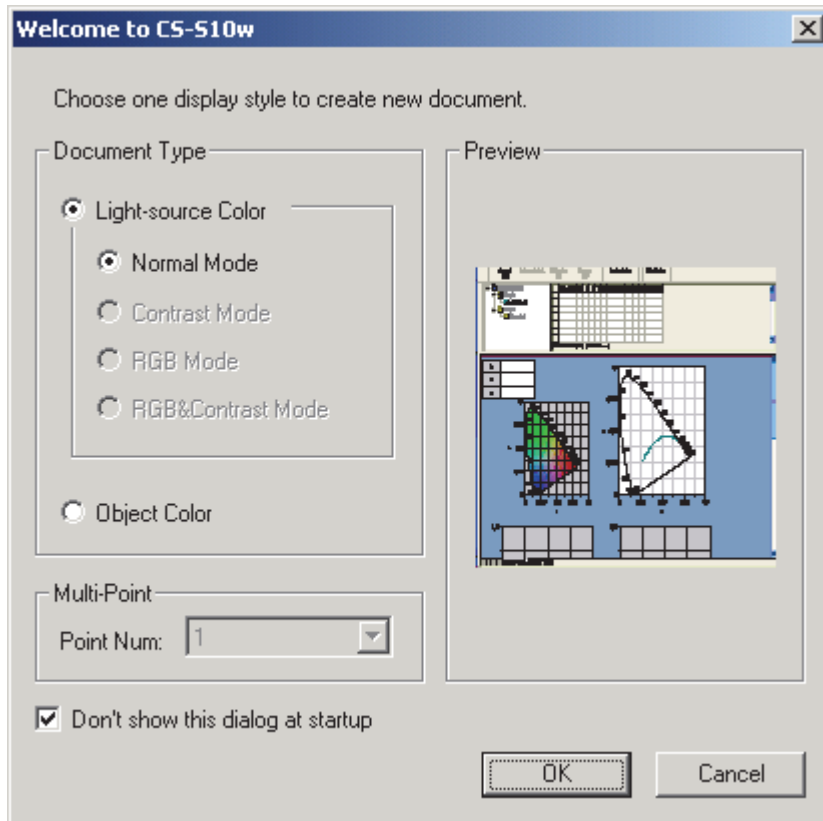 Welcome to CS-S10w
Choose one display style to create new document.
Document Type
Light-source Color
Normal Mode
Contrast Mode
RGB Mode
RGB&Contrast Mode
Object Color
Preview
Multi-Point
Point Num: 1
Don't show this dialog at startup
OK Cancel